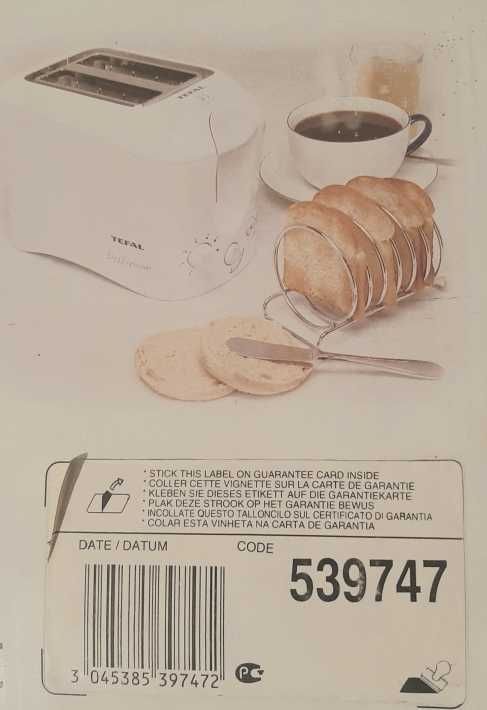 TEFAL
TEFAL
* STICK THIS LABEL ON GUARANTEE CARD INSIDE
* COLLER CETTE VIGNETTE SUR LA CARTE DE GARANTIE
* KLEBEN SIE DIESES ETIKETT AUF DIE GARANTIEKARTE
* PLAK DEZE STROOK OP HET GARANTIE BEWIJS
* INCOLLATE QUESTO TALLONCILO SUL CERTIFICATO DI GARANTIA
* COLAR ESTA VINHETA NA CARTA DE GARANTIA
DATE / DATUM CODE
539747
3 045385 397472